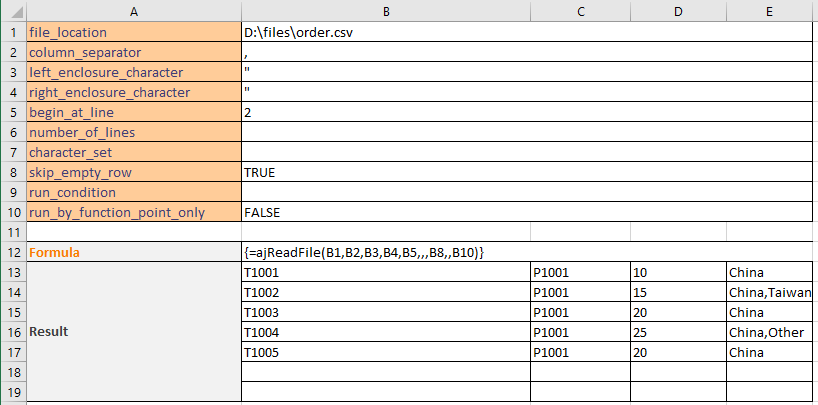 A B C D E
1 file_location D:\files\order.csv
2 column_separator ,
3 left_enclosure_character "
4 right_enclosure_character "
5 begin_at_line 2
6 number_of_lines
7 character_set
8 skip_empty_row TRUE
9 run_condition
10 run_by_function_point_only FALSE
11
12 Formula {=ajReadFile(B1,B2,B3,B4,B5,,,B8,,B10)}
13 T1001 P1001 10 China
14 T1002 P1001 15 China,Taiwan
15 T1003 P1001 20 China
16 Result T1004 P1001 25 China,Other
17 T1005 P1001 20 China
18
19